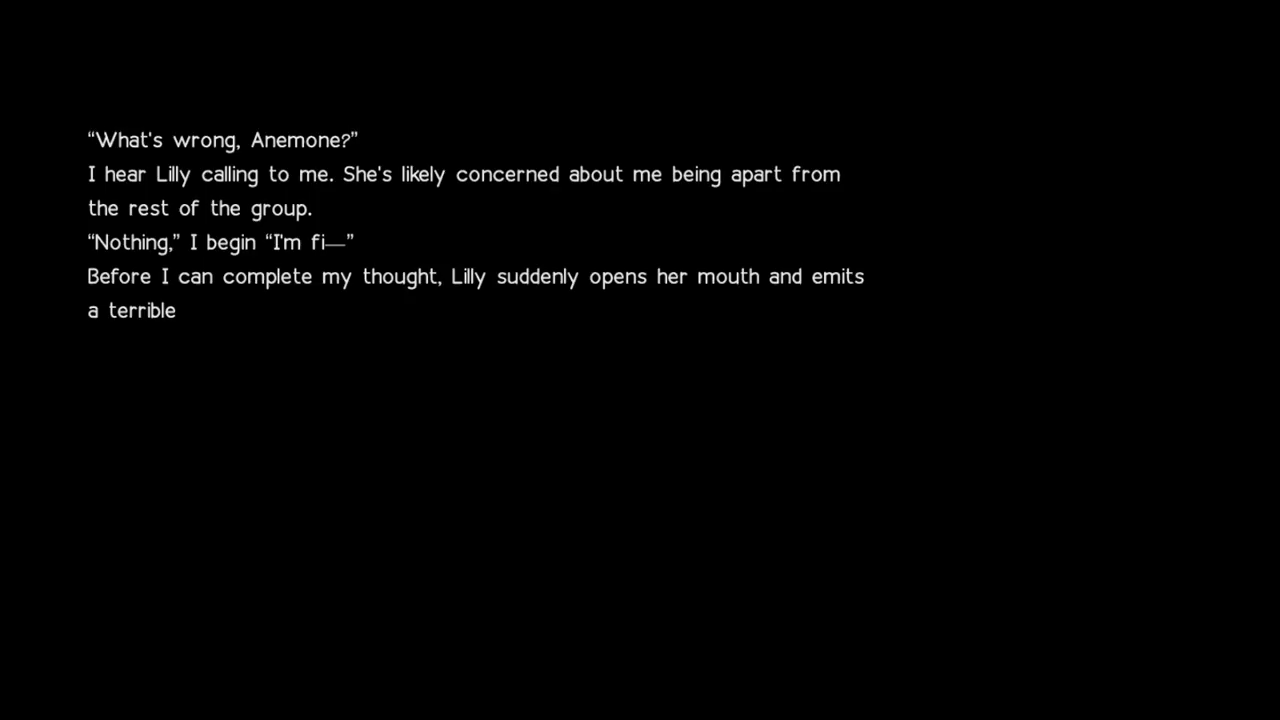 “What's wrong, Anemone?”
I hear Lilly calling to me. She's likely concerned about me being apart from
the rest of the group.
“Nothing,” I begin “I'm fi—”
Before I can complete my thought, Lilly suddenly opens her mouth and emits
a terrible